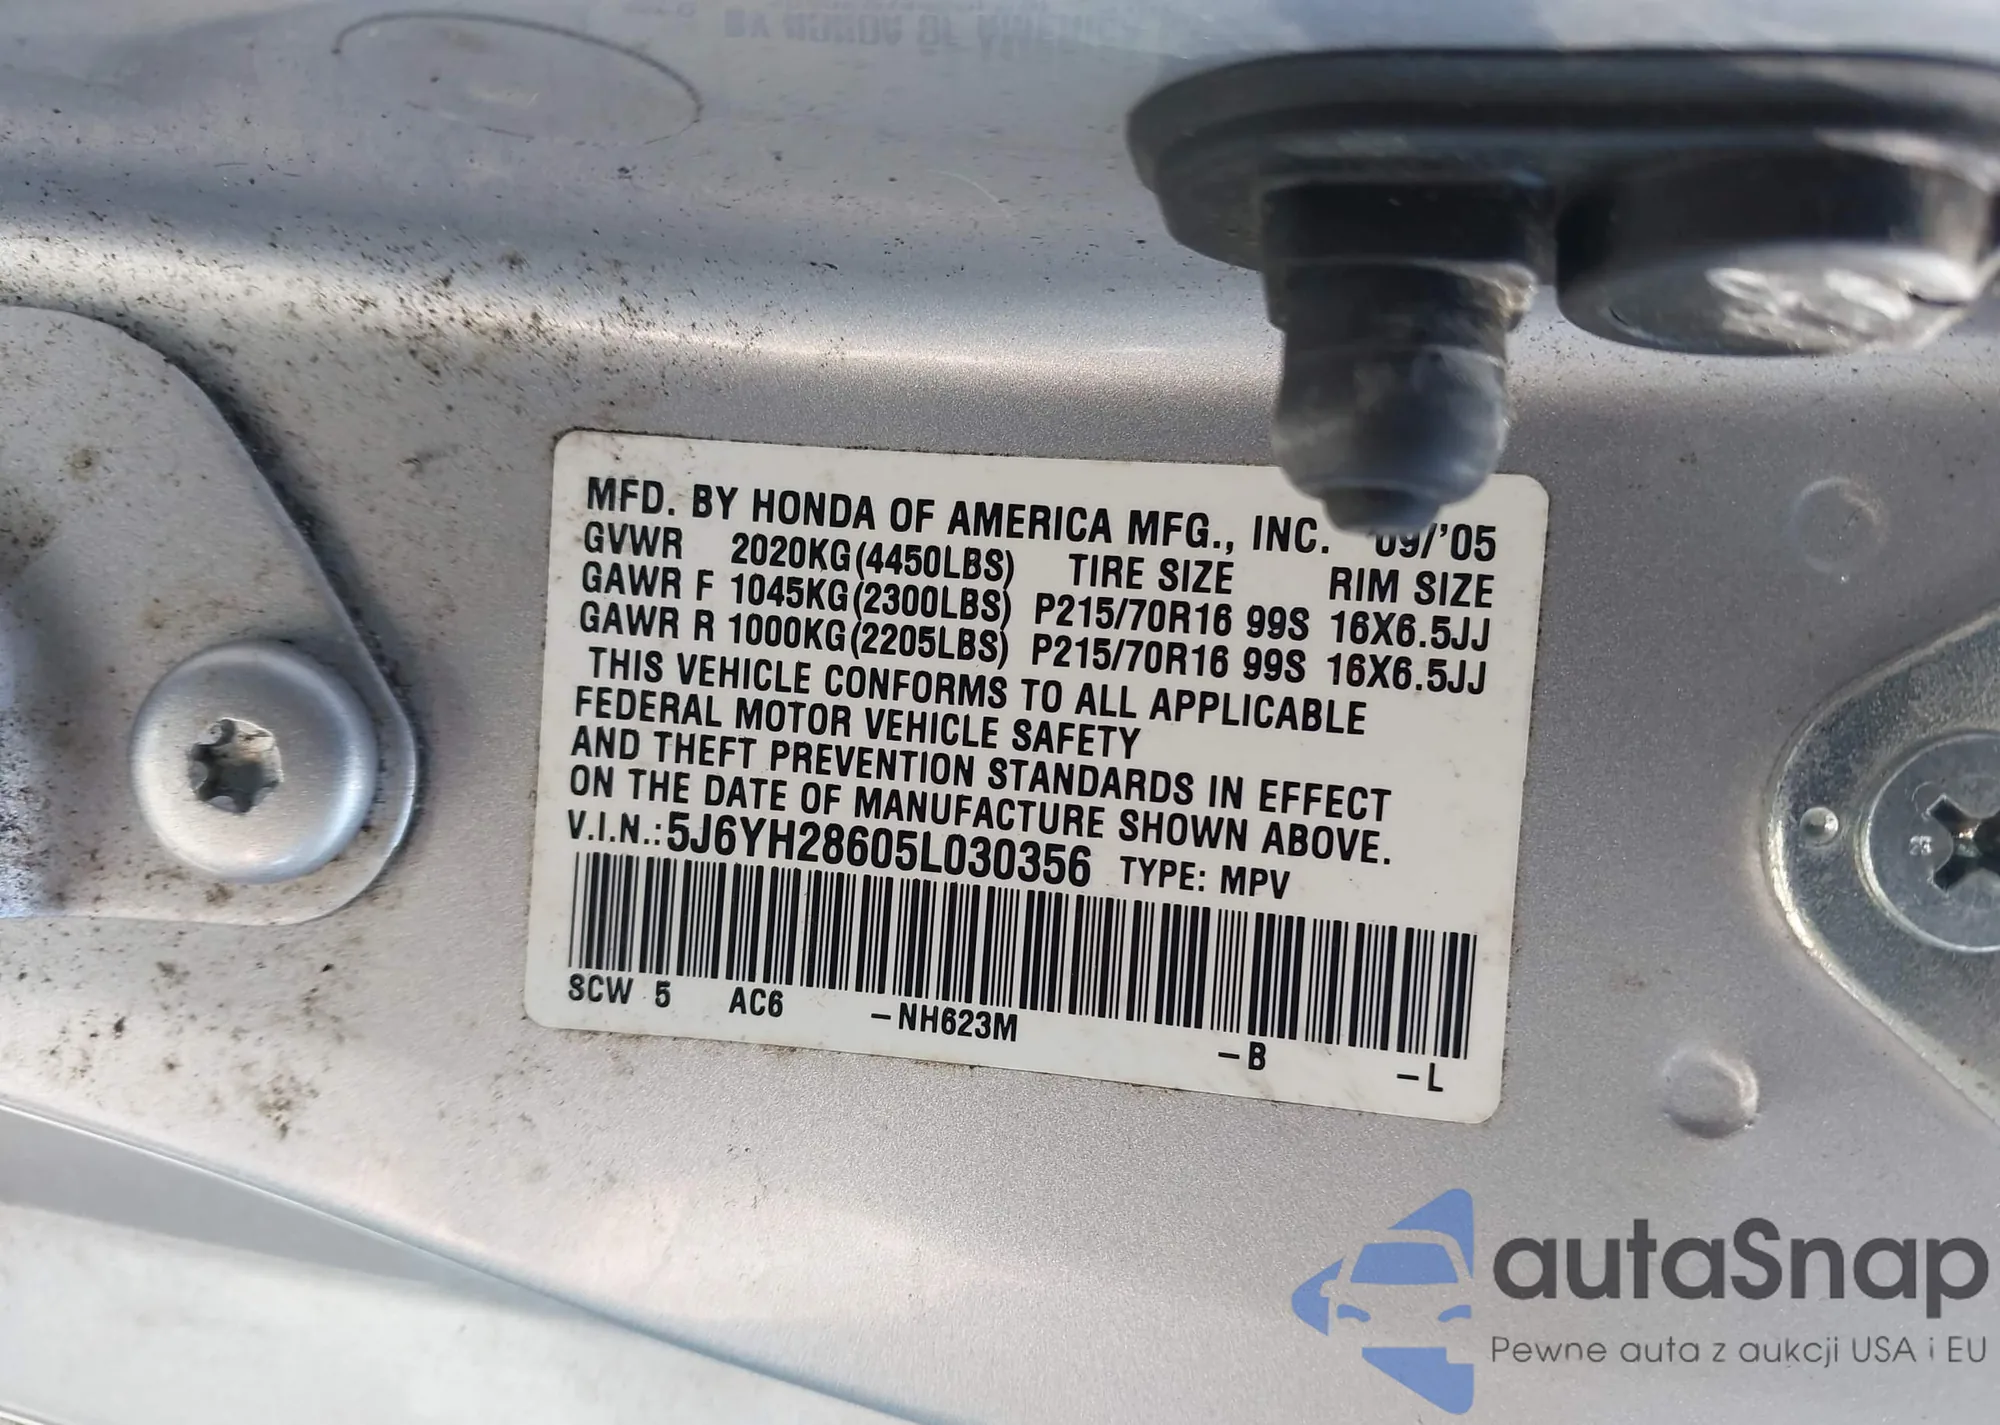 MFD. BY HONDA OF AMERICA MFG., INC. 09/'05
GVWR 2020KG(4450LBS) TIRE SIZE RIM SIZE
GAWR F 1045KG(2300LBS) P215/70R16 99S 16X6.5JJ
GAWR R 1000KG(2205LBS) P215/70R16 99S 16X6.5JJ
THIS VEHICLE CONFORMS TO ALL APPLICABLE
FEDERAL MOTOR VEHICLE SAFETY
AND THEFT PREVENTION STANDARDS IN EFFECT
ON THE DATE OF MANUFACTURE SHOWN ABOVE.
V.I.N.: 5J6YH28605L030356 TYPE: MPV
SCW 5 AC6 -NH623M -B -L
autaSnap
Pewne auta z aukcji USA i EU